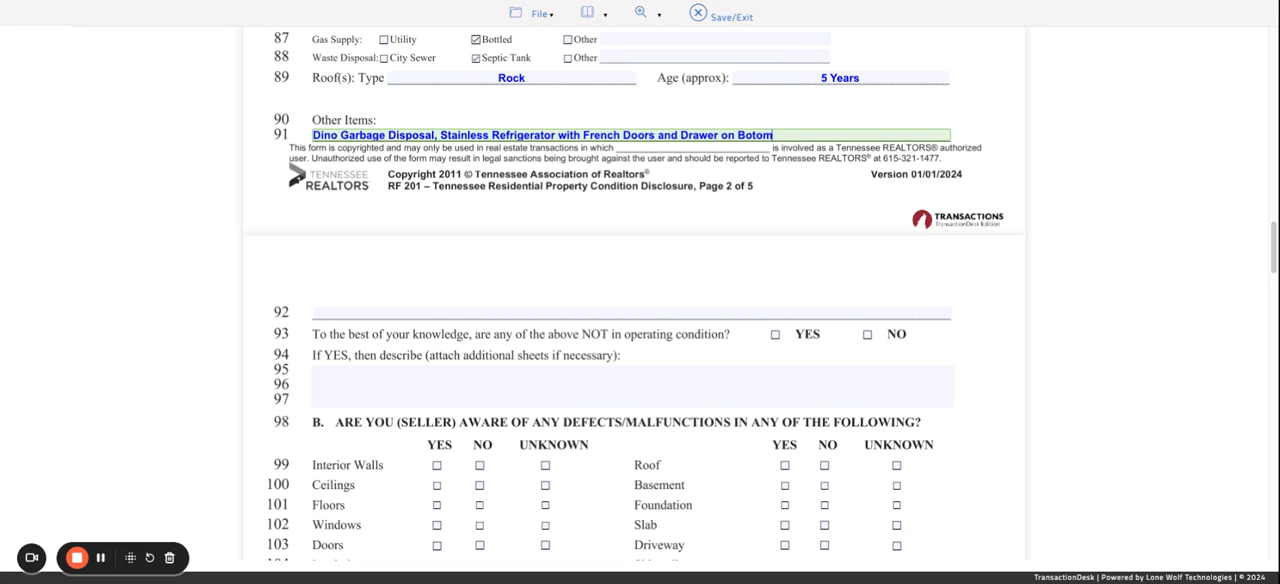 File
Save/Exit
87 Gas Supply: ☐ Utility ☑ Bottled ☐ Other
88 Waste Disposal: ☐ City Sewer ☑ Septic Tank ☐ Other
89 Roof(s): Type Rock Age (approx): 5 Years
90 Other Items:
91 Dino Garbage Disposal, Stainless Refrigerator with French Doors and Drawer on Botom
This form is copyrighted and may only be used in real estate transactions in which ____________________ is involved as a Tennessee REALTORS® authorized
user. Unauthorized use of the form may result in legal sanctions being brought against the user and should be reported to Tennessee REALTORS® at 615-321-1477.
TENNESSEE
REALTORS
Copyright 2011 © Tennessee Association of Realtors®
RF 201 – Tennessee Residential Property Condition Disclosure, Page 2 of 5
Version 01/01/2024
TRANSACTIONS
TransactionDesk Edition
92
93 To the best of your knowledge, are any of the above NOT in operating condition? ☐ YES ☐ NO
94 If YES, then describe (attach additional sheets if necessary):
95
96
97
98 B. ARE YOU (SELLER) AWARE OF ANY DEFECTS/MALFUNCTIONS IN ANY OF THE FOLLOWING?
YES NO UNKNOWN YES NO UNKNOWN
99 Interior Walls ☐ ☐ ☐ Roof ☐ ☐ ☐
100 Ceilings ☐ ☐ ☐ Basement ☐ ☐ ☐
101 Floors ☐ ☐ ☐ Foundation ☐ ☐ ☐
102 Windows ☐ ☐ ☐ Slab ☐ ☐ ☐
103 Doors ☐ ☐ ☐ Driveway ☐ ☐ ☐
TransactionDesk | Powered by Lone Wolf Technologies | © 2024